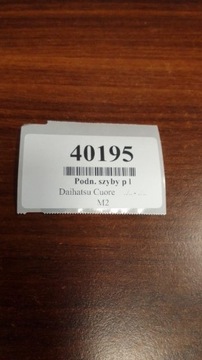 40195
Podn. szyby p l
Daihatsu Cuore
M2